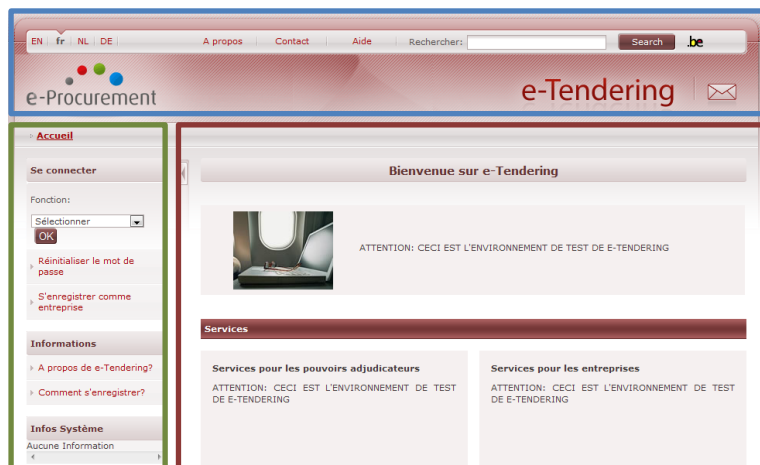 EN fr NL DE A propos Contact Aide Rechercher: Search .be
e-Procurement
e-Tendering
Accueil
Se connecter
Fonction:
Sélectionner
OK
Réinitialiser le mot de
passe
S'enregistrer comme
entreprise
Informations
A propos de e-Tendering?
Comment s'enregistrer?
Infos Système
Aucune Information
Bienvenue sur e-Tendering
ATTENTION: CECI EST L'ENVIRONNEMENT DE TEST DE E-TENDERING
Services
Services pour les pouvoirs adjudicateurs
ATTENTION: CECI EST L'ENVIRONNEMENT DE TEST
DE E-TENDERING
Services pour les entreprises
ATTENTION: CECI EST L'ENVIRONNEMENT DE TEST
DE E-TENDERING